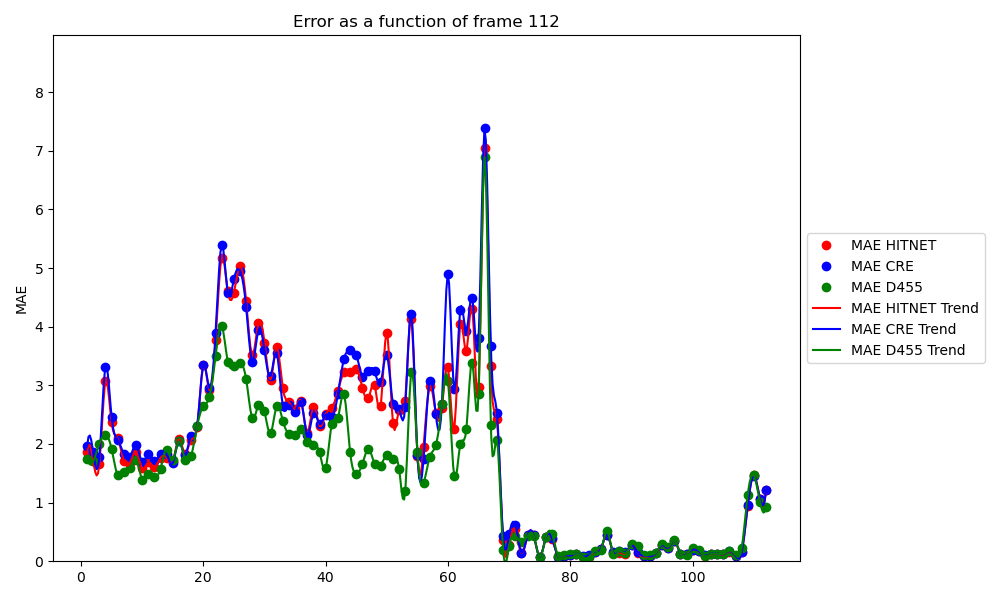 Error as a function of frame 112
MAE
8
7
6
5
4
3
2
1
0
0 20 40 60 80 100
MAE HITNET
MAE CRE
MAE D455
MAE HITNET Trend
MAE CRE Trend
MAE D455 Trend